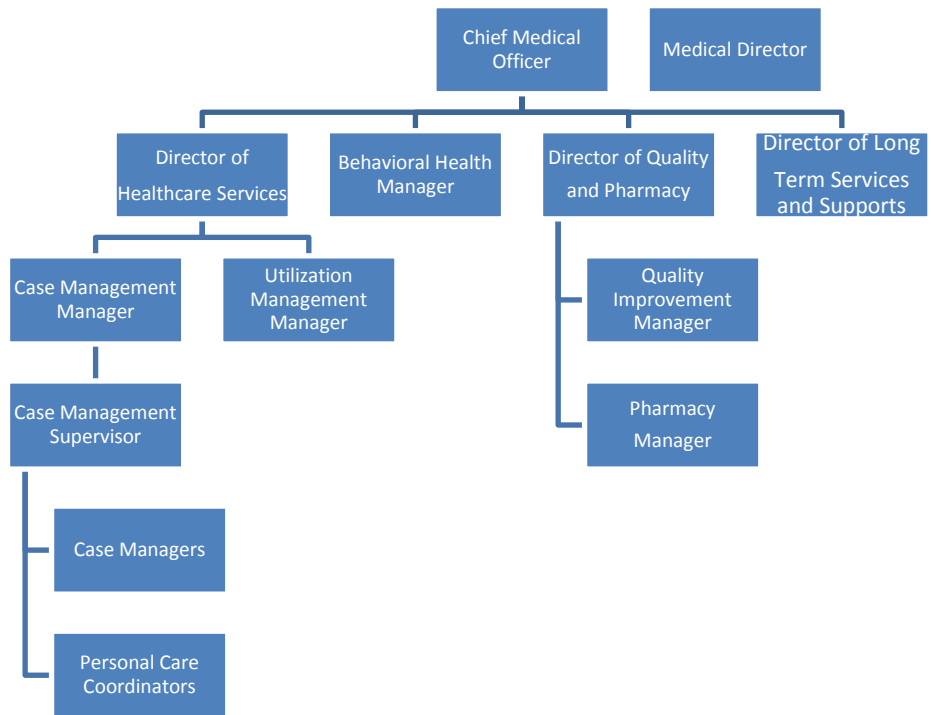 Chief Medical
Officer
Medical Director
Director of
Healthcare Services
Behavioral Health
Manager
Director of Quality
and Pharmacy
Director of Long
Term Services
and Supports
Case Management
Manager
Utilization
Management
Manager
Quality
Improvement
Manager
Case Management
Supervisor
Pharmacy
Manager
Case Managers
Personal Care
Coordinators